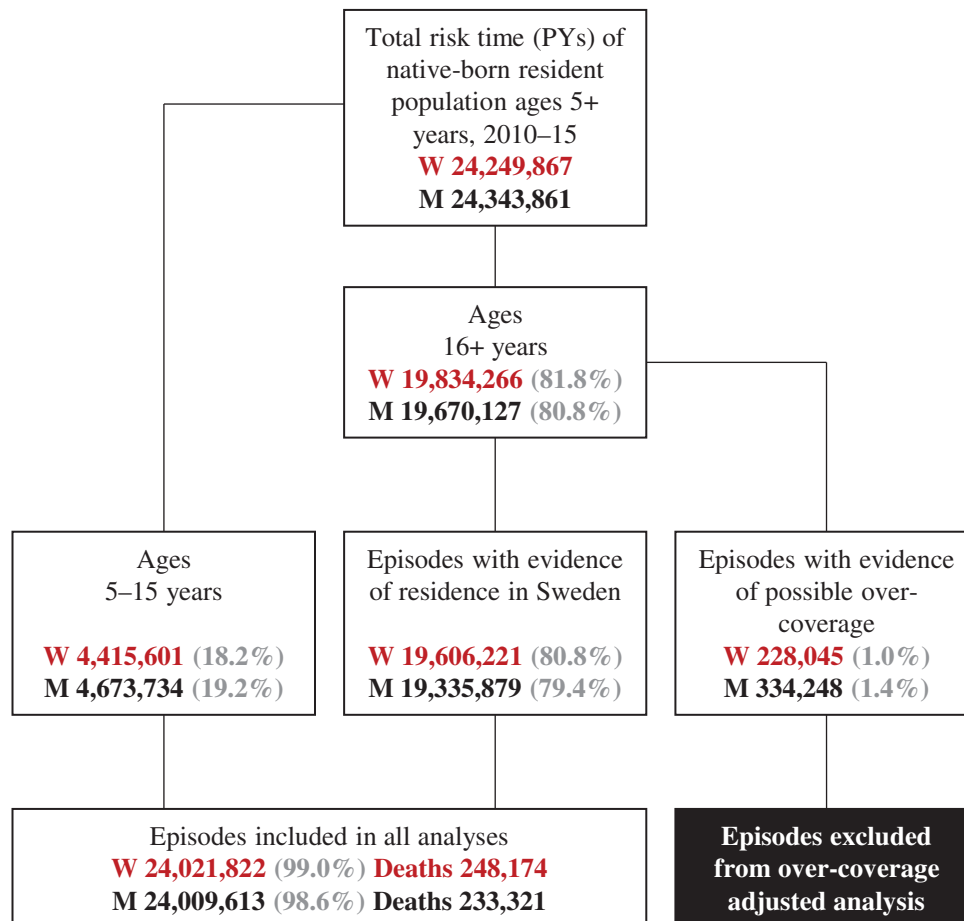 Total risk time (PYs) of
native-born resident
population ages 5+
years, 2010–15
W 24,249,867
M 24,343,861
Ages
16+ years
W 19,834,266 (81.8%)
M 19,670,127 (80.8%)
Ages
5–15 years
W 4,415,601 (18.2%)
M 4,673,734 (19.2%)
Episodes with evidence
of residence in Sweden
W 19,606,221 (80.8%)
M 19,335,879 (79.4%)
Episodes with evidence
of possible over-
coverage
W 228,045 (1.0%)
M 334,248 (1.4%)
Episodes included in all analyses
W 24,021,822 (99.0%) Deaths 248,174
M 24,009,613 (98.6%) Deaths 233,321
Episodes excluded
from over-coverage
adjusted analysis